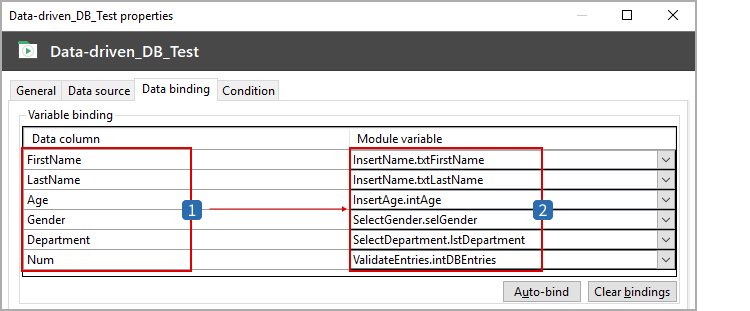 Data-driven_DB_Test properties
Data-driven_DB_Test
General Data source Data binding Condition
Variable binding
Data column Module variable
FirstName InsertName.txtFirstName
LastName InsertName.txtLastName
Age InsertAge.intAge
1 2
Gender SelectGender.selGender
Department SelectDepartment.lstDepartment
Num ValidateEntries.intDBEntries
Auto-bind Clear bindings